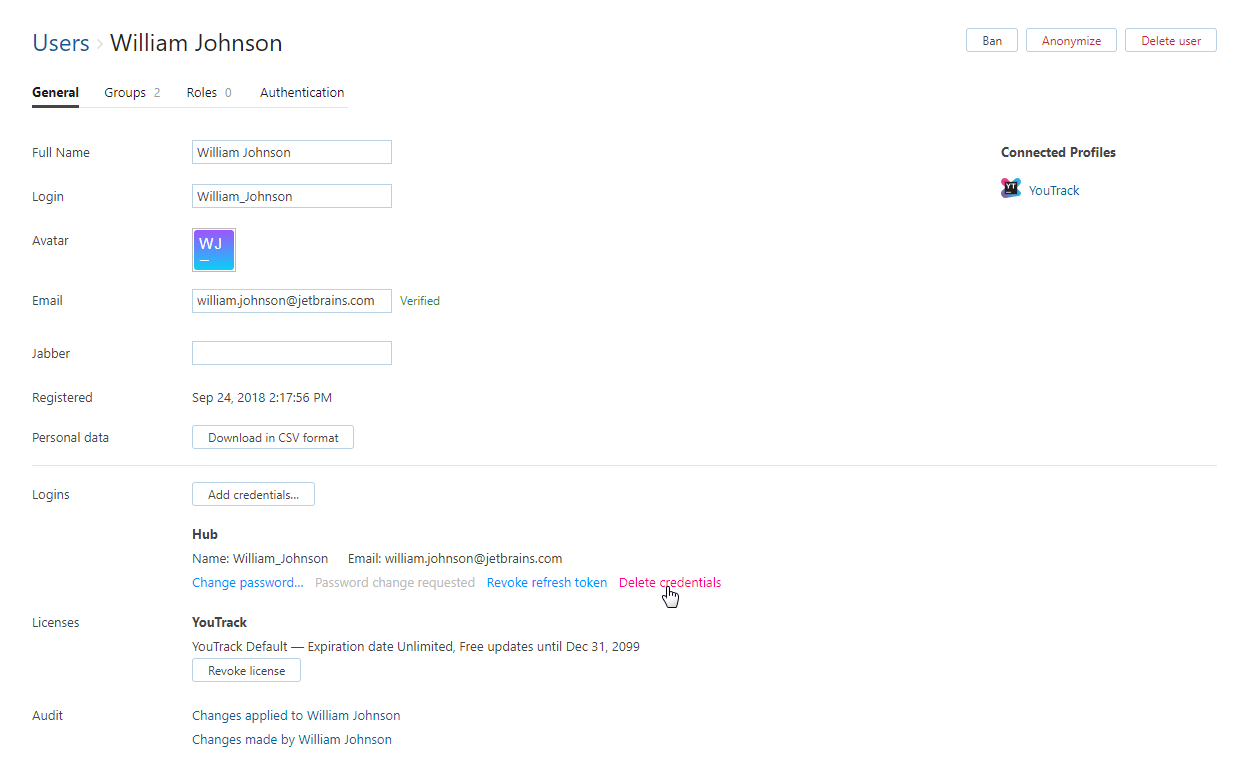 Users › William Johnson
Ban
Anonymize
Delete user
General
Groups 2
Roles 0
Authentication
Full Name
William Johnson
Connected Profiles
Login
William_Johnson
YT
YouTrack
Avatar
WJ
Email
william.johnson@jetbrains.com
Verified
Jabber
Registered
Sep 24, 2018 2:17:56 PM
Personal data
Download in CSV format
Logins
Add credentials...
Hub
Name: William_Johnson Email: william.johnson@jetbrains.com
Change password... Password change requested Revoke refresh token Delete credentials
Licenses
YouTrack
YouTrack Default — Expiration date Unlimited, Free updates until Dec 31, 2099
Revoke license
Audit
Changes applied to William Johnson
Changes made by William Johnson